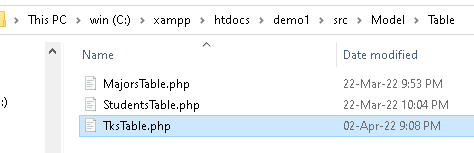 This PC > win (C:) > xampp > htdocs > demo1 > src > Model > Table
Name Date modified
:)
MajorsTable.php 22-Mar-22 9:53 PM
StudentsTable.php 22-Mar-22 10:04 PM
TksTable.php 02-Apr-22 9:08 PM